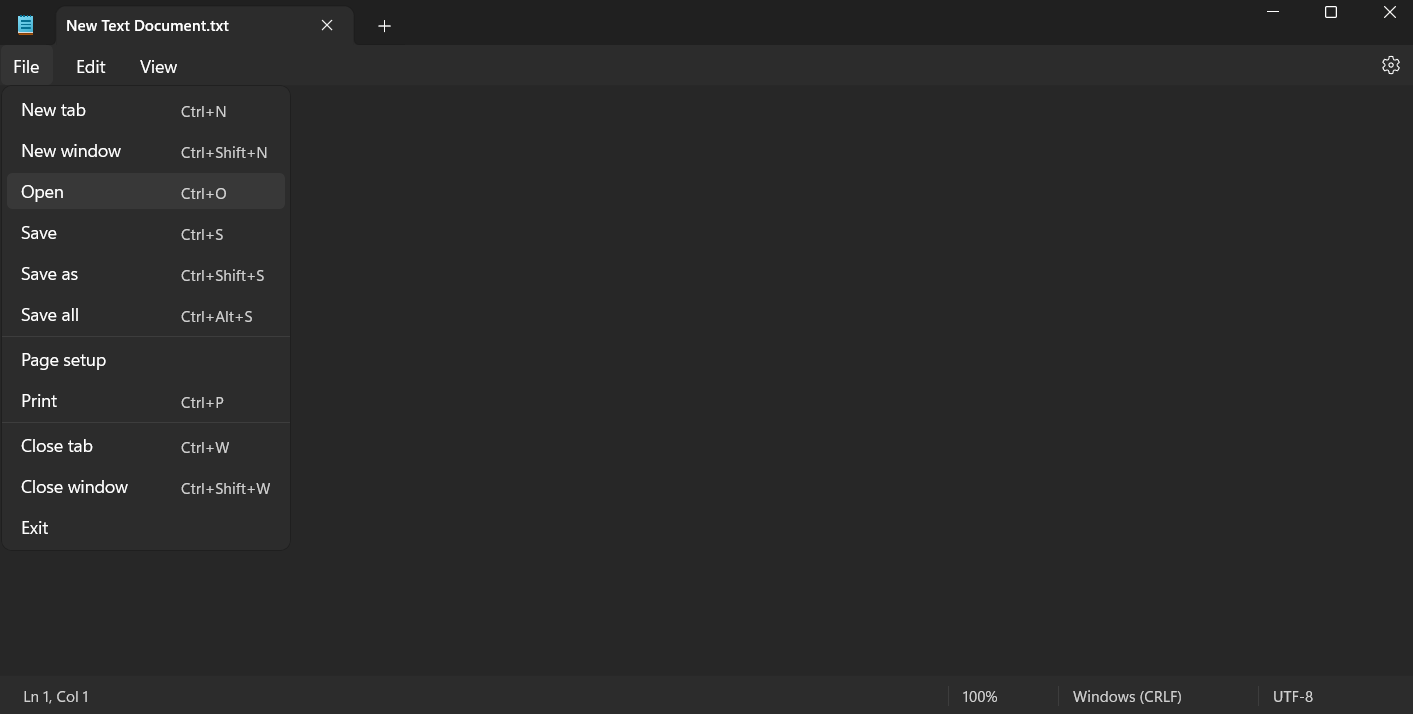 New Text Document.txt
File Edit View
New tab Ctrl+N
New window Ctrl+Shift+N
Open Ctrl+O
Save Ctrl+S
Save as Ctrl+Shift+S
Save all Ctrl+Alt+S
Page setup
Print Ctrl+P
Close tab Ctrl+W
Close window Ctrl+Shift+W
Exit
Ln 1, Col 1 100% Windows (CRLF) UTF-8